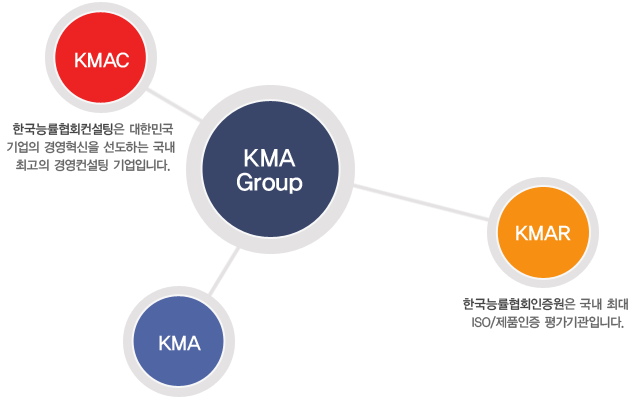 KMAC
한국능률협회컨설팅은 대한민국
기업의 경영혁신을 선도하는 국내
최고의 경영컨설팅 기업입니다.
KMA
Group
KMAR
한국능률협회인증원은 국내 최대
ISO/제품인증 평가기관입니다.
KMA